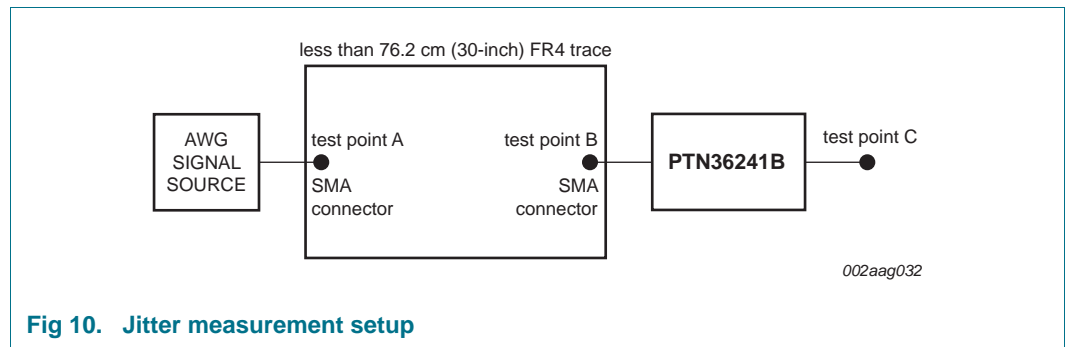 less than 76.2 cm (30-inch) FR4 trace
AWG
SIGNAL
SOURCE
test point A
SMA
connector
test point B
SMA
connector
PTN36241B
test point C
002aag032
Fig 10. Jitter measurement setup